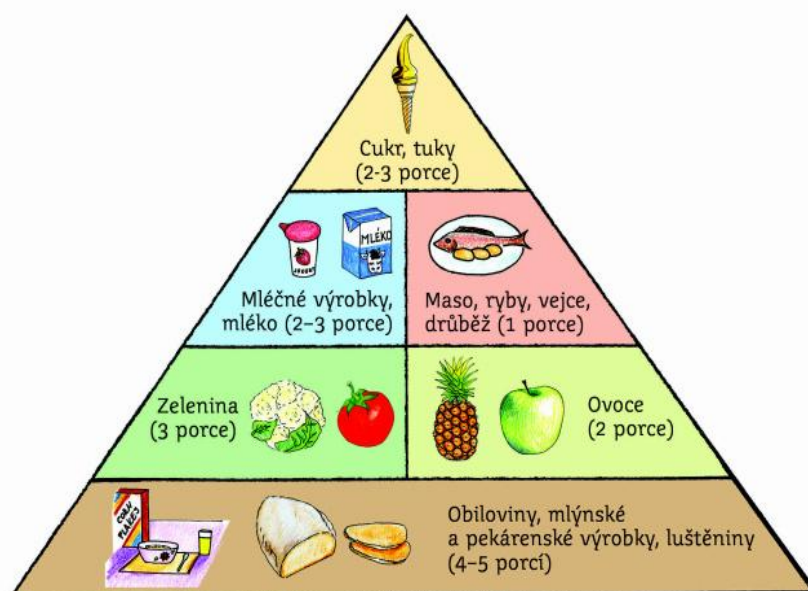 Cukr, tuky
(2-3 porce)
MLÉKO
Mléčné výrobky,
mléko (2–3 porce)
Maso, ryby, vejce,
drůbež (1 porce)
Zelenina
(3 porce)
Ovoce
(2 porce)
CORN
FLAKES
Obiloviny, mlýnské
a pekárenské výrobky, luštěniny
(4–5 porcí)